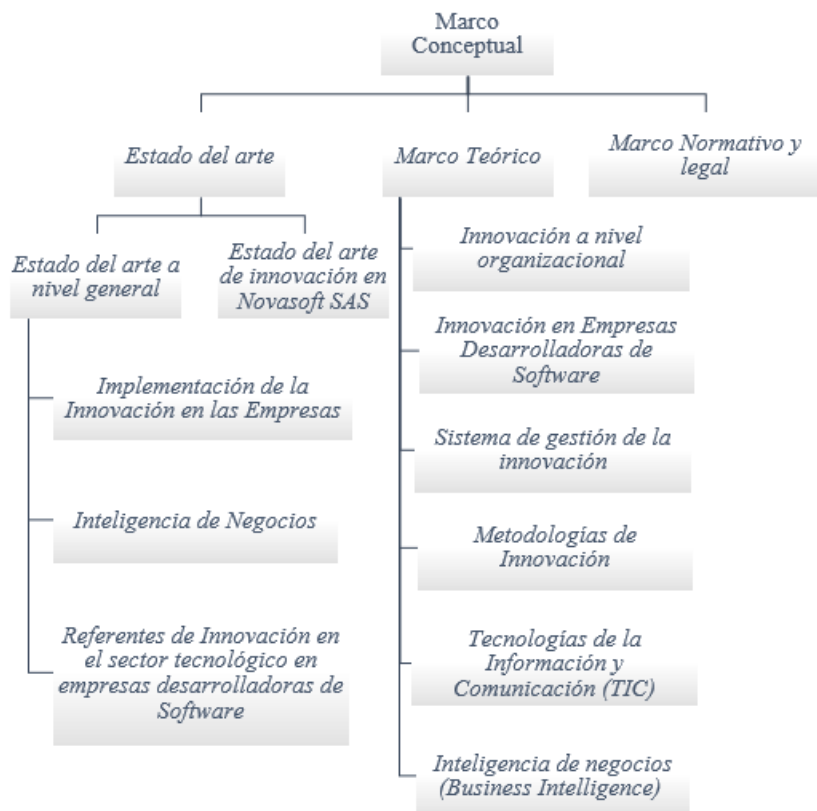 Marco
Conceptual
Estado del arte
Marco Teórico
Marco Normativo y
legal
Estado del arte a
nivel general
Estado del arte
de innovación en
Novasoft SAS
Implementación de la
Innovación en las Empresas
Inteligencia de Negocios
Referentes de Innovación en
el sector tecnológico en
empresas desarrolladoras de
Software
Innovación a nivel
organizacional
Innovación en Empresas
Desarrolladoras de
Software
Sistema de gestión de la
innovación
Metodologías de
Innovación
Tecnologías de la
Información y
Comunicación (TIC)
Inteligencia de negocios
(Business Intelligence)